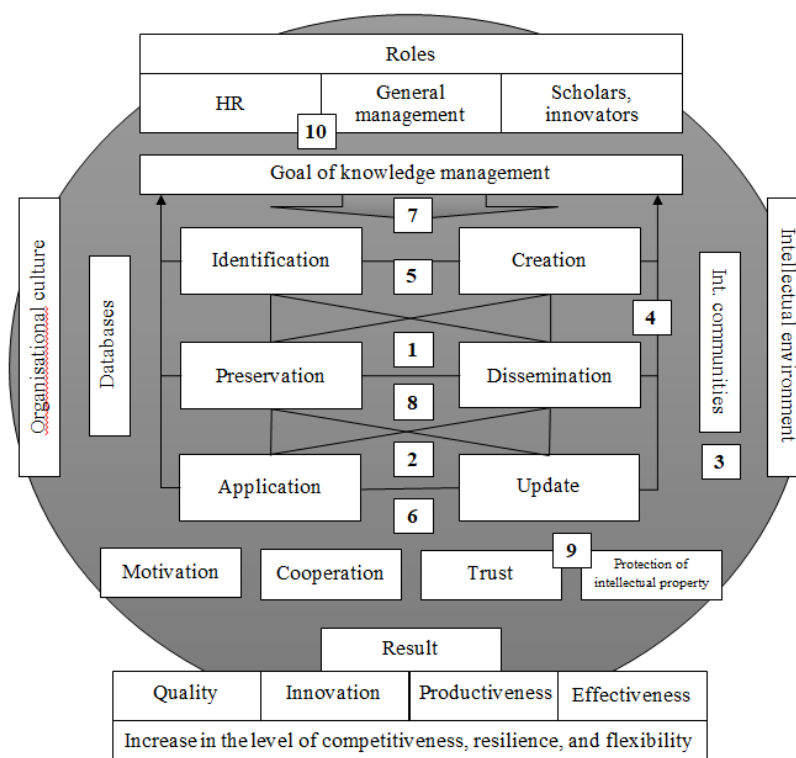 Roles
HR
General
management
Scholars,
innovators
10
Goal of knowledge management
7
Organisational culture
Databases
Identification
5
Creation
4
Int. communities
Intellectual environment
1
Preservation
Dissemination
8
2
3
Application
Update
6
9
Motivation
Cooperation
Trust
Protection of
intellectual property
Result
Quality
Innovation
Productiveness
Effectiveness
Increase in the level of competitiveness, resilience, and flexibility